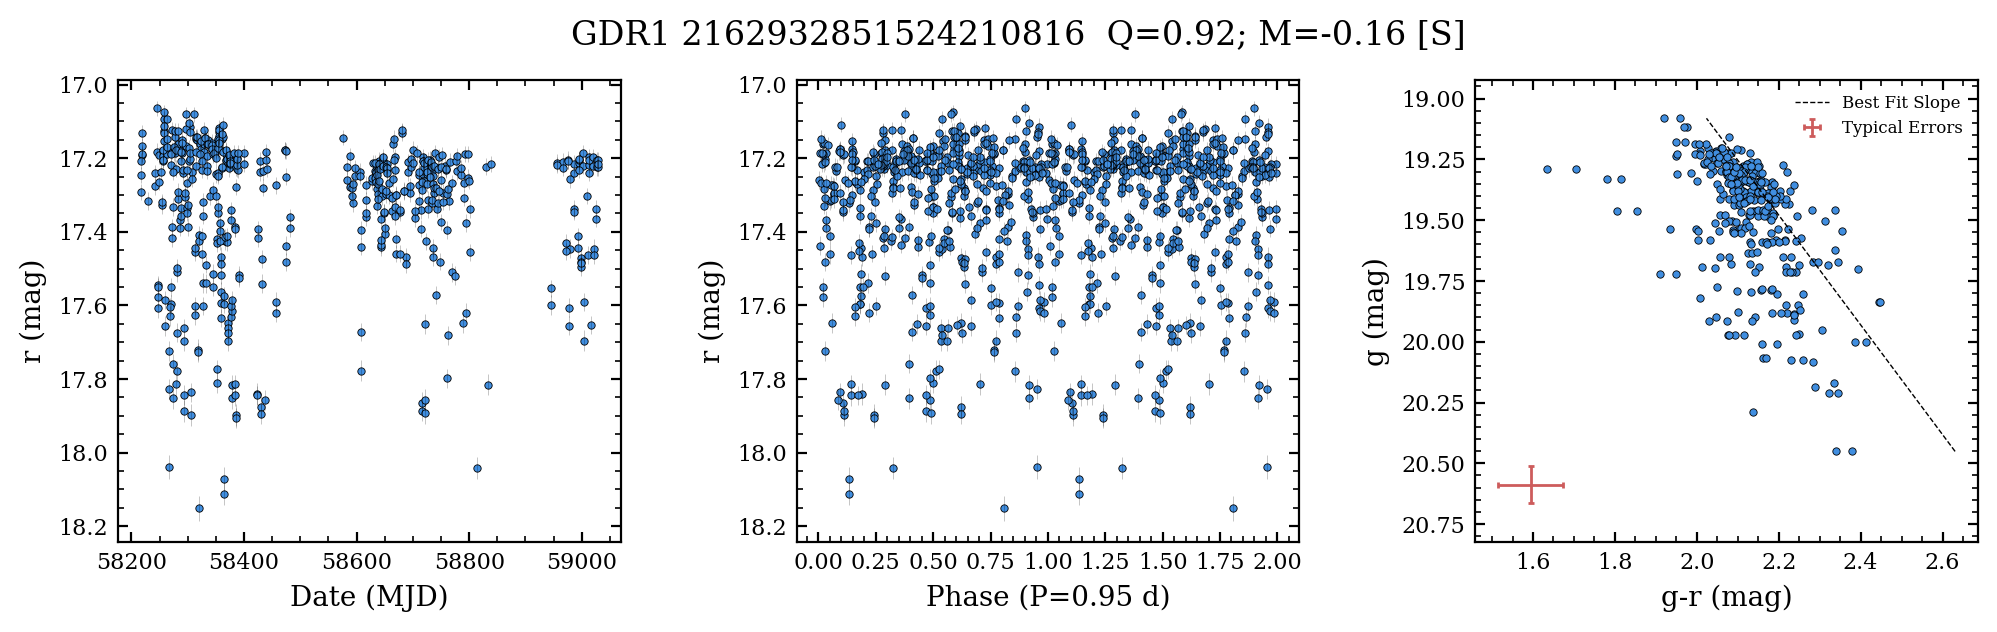 GDR1 2162932851524210816  Q=0.92; M=-0.16 [S]
17.0
17.2
17.4
17.6
17.8
18.0
18.2
r (mag)
58200 58400 58600 58800 59000
Date (MJD)
17.0
17.2
17.4
17.6
17.8
18.0
18.2
r (mag)
0.00 0.25 0.50 0.75 1.00 1.25 1.50 1.75 2.00
Phase (P=0.95 d)
Best Fit Slope
Typical Errors
19.00
19.25
19.50
19.75
20.00
20.25
20.50
20.75
g (mag)
1.6 1.8 2.0 2.2 2.4 2.6
g-r (mag)